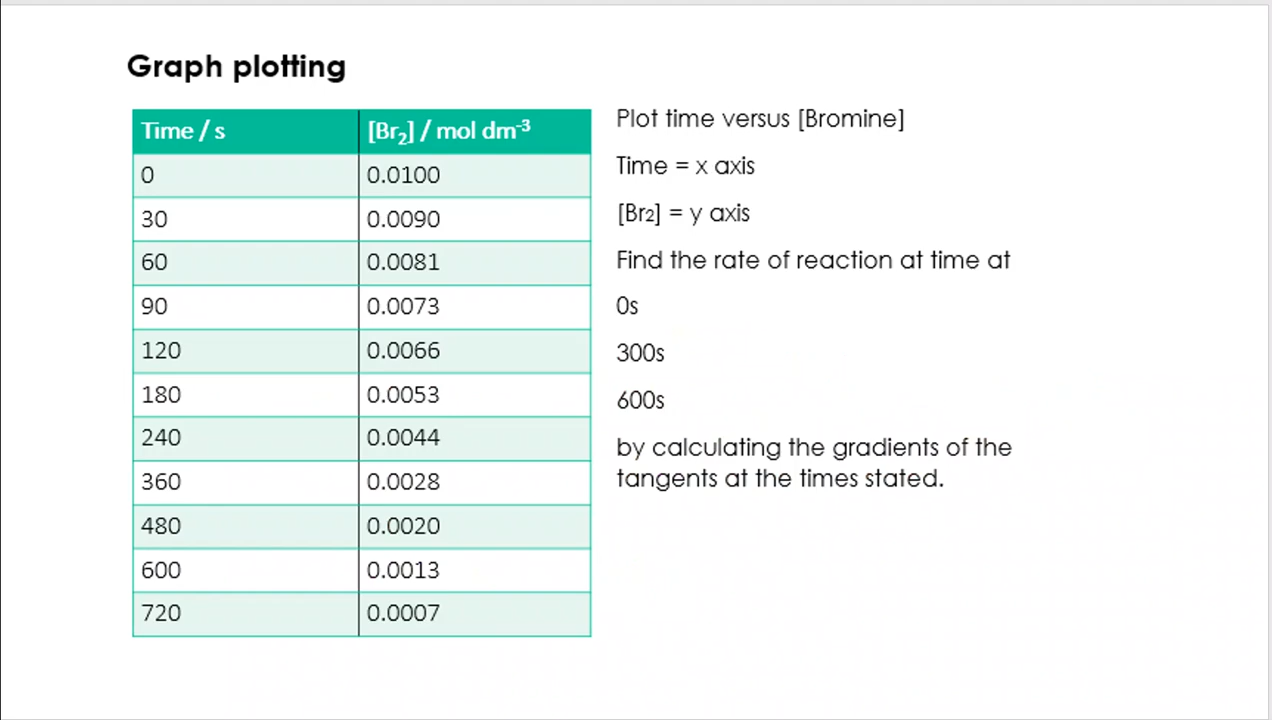 Graph plotting
Time / s [Br₂] / mol dm⁻³
0 0.0100
30 0.0090
60 0.0081
90 0.0073
120 0.0066
180 0.0053
240 0.0044
360 0.0028
480 0.0020
600 0.0013
720 0.0007
Plot time versus [Bromine]
Time = x axis
[Br₂] = y axis
Find the rate of reaction at time at
0s
300s
600s
by calculating the gradients of the
tangents at the times stated.